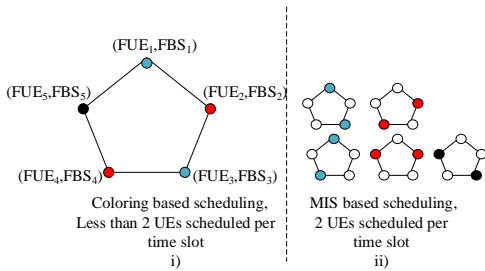 (FUE1,FBS1)
(FUE5,FBS5)
(FUE2,FBS2)
(FUE4,FBS4)
(FUE3,FBS3)
Coloring based scheduling,
Less than 2 UEs scheduled per
time slot
i)
MIS based scheduling,
2 UEs scheduled per
time slot
ii)